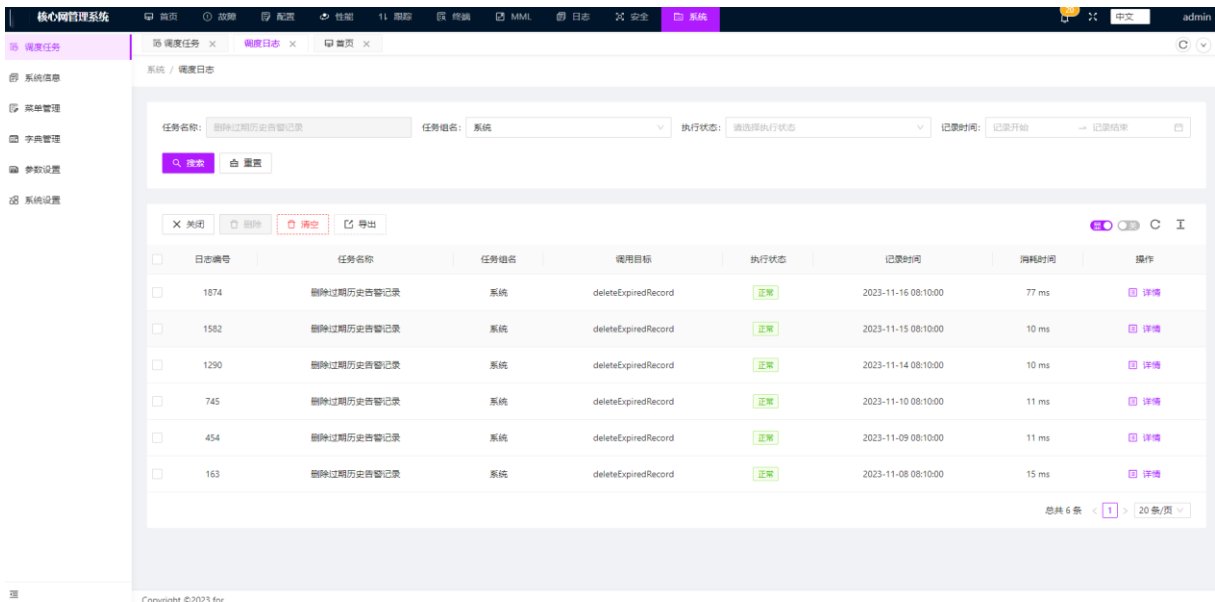 核心网管理系统 首页 故障 配置 性能 跟踪 终端 MML 日志 安全 系统 20 中文 admin
调度任务
系统信息
菜单管理
字典管理
参数设置
系统设置
调度任务 调度日志 首页
系统 / 调度日志
任务名称: 删除过期历史告警记录 任务组名: 系统 执行状态: 请选择执行状态 记录时间: 记录开始 → 记录结束
搜索 重置
关闭 删除 清空 导出
日志编号 任务名称 任务组名 调用目标 执行状态 记录时间 消耗时间 操作
1874 删除过期历史告警记录 系统 deleteExpiredRecord 正常 2023-11-16 08:10:00 77 ms 详情
1582 删除过期历史告警记录 系统 deleteExpiredRecord 正常 2023-11-15 08:10:00 10 ms 详情
1290 删除过期历史告警记录 系统 deleteExpiredRecord 正常 2023-11-14 08:10:00 10 ms 详情
745 删除过期历史告警记录 系统 deleteExpiredRecord 正常 2023-11-10 08:10:00 11 ms 详情
454 删除过期历史告警记录 系统 deleteExpiredRecord 正常 2023-11-09 08:10:00 11 ms 详情
163 删除过期历史告警记录 系统 deleteExpiredRecord 正常 2023-11-08 08:10:00 15 ms 详情
总共 6 条 < 1 > 20 条/页
Copyright ©2023 for